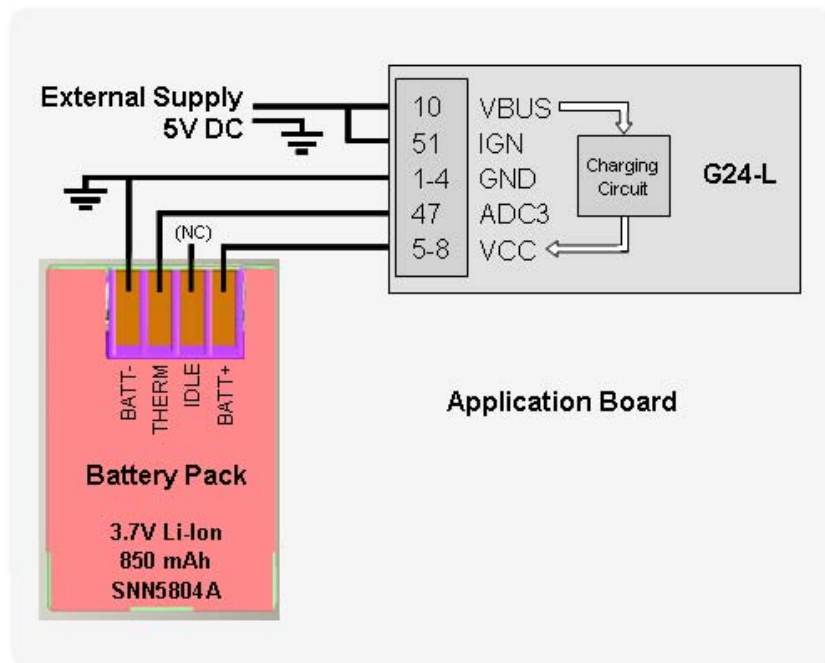 External Supply
5V DC
10 VBUS
51 IGN
1-4 GND
47 ADC3
5-8 VCC
Charging
Circuit
G24-L
(NC)
BATT-
THERM
IDLE
BATT+
Application Board
Battery Pack
3.7V Li-Ion
850 mAh
SNN5804A